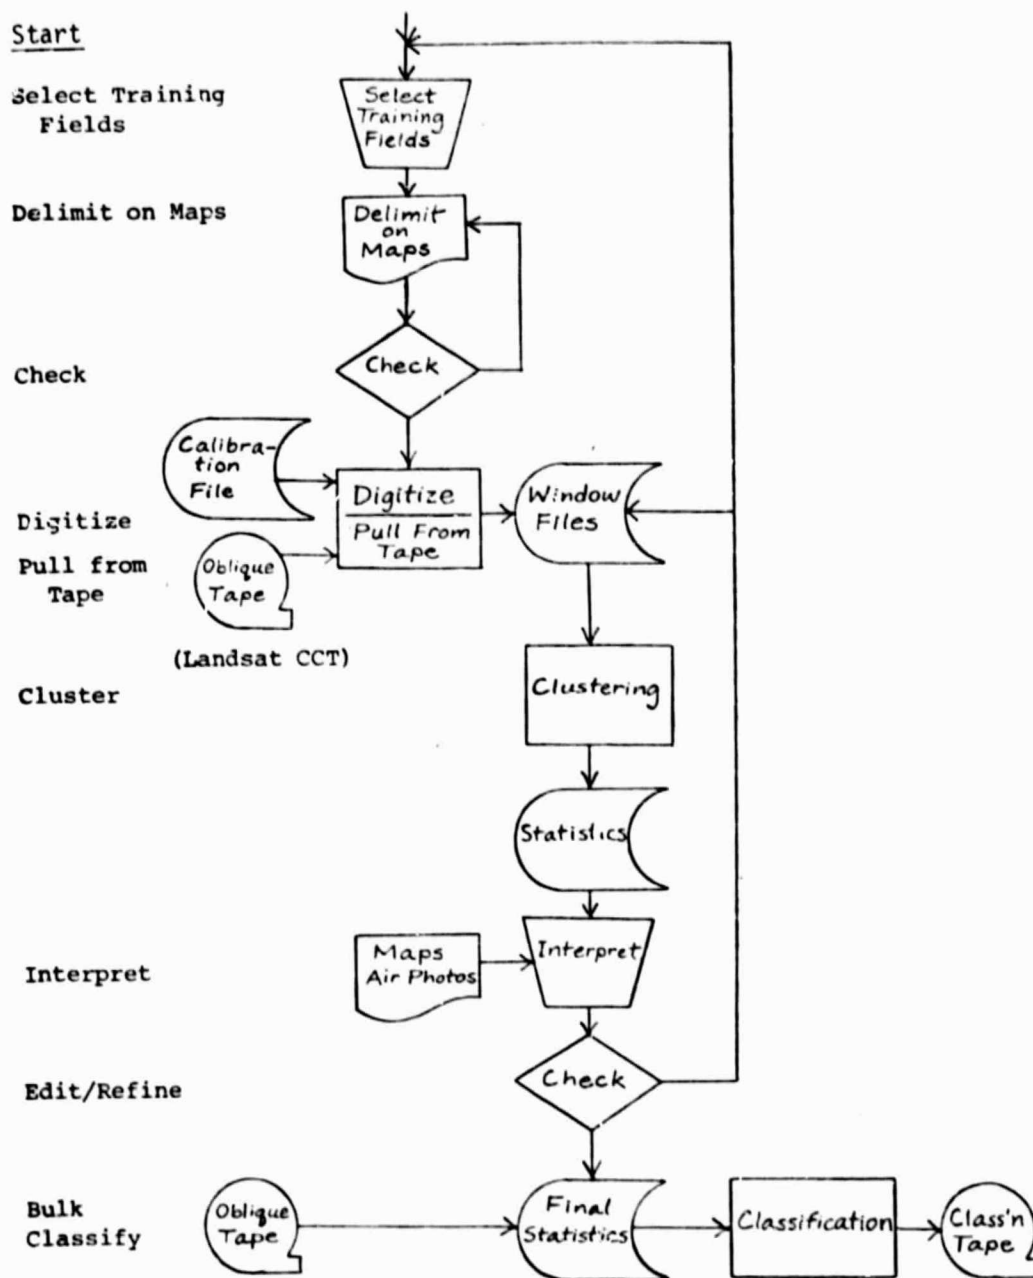 Start
Select Training
Fields
Select
Training
Fields
Delimit on Maps
Delimit
on
Maps
Check
Check
Calibra-
tion
File
Digitize
Pull From
Tape
Window
Files
Digitize
Pull from
Tape
Oblique
Tape
(Landsat CCT)
Cluster
Clustering
Statistics
Interpret
Maps
Air Photos
Interpret
Edit/Refine
Check
Bulk
Classify
Oblique
Tape
Final
Statistics
Classification
Class'n
Tape